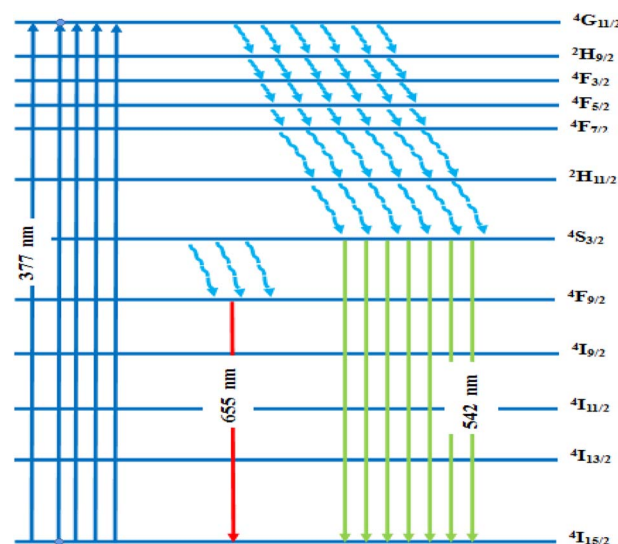 ⁴G₁₁/₂
²H₉/₂
⁴F₃/₂
⁴F₅/₂
⁴F₇/₂
²H₁₁/₂
⁴S₃/₂
377 nm
⁴F₉/₂
⁴I₉/₂
655 nm
542 nm
⁴I₁₁/₂
⁴I₁₃/₂
⁴I₁₅/₂